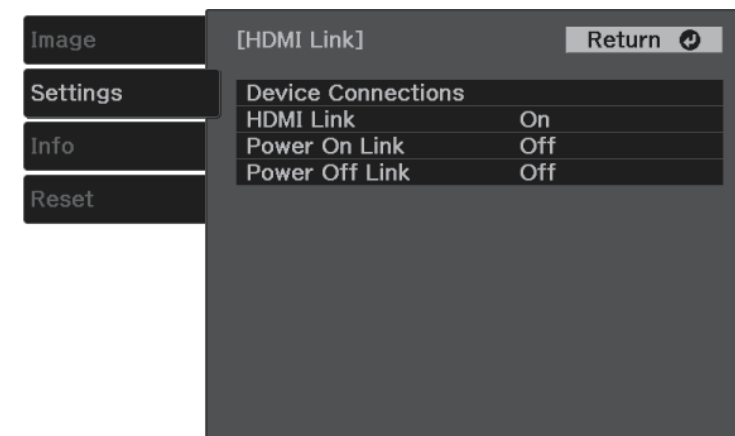 Image
Settings
Info
Reset
[HDMI Link]
Return
Device Connections
HDMI Link On
Power On Link Off
Power Off Link Off